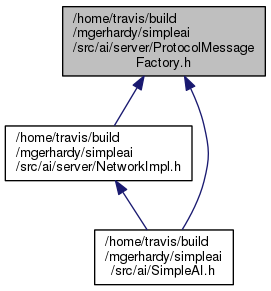 /home/travis/build
/mgerhardy/simpleai
/src/ai/server/ProtocolMessage
Factory.h
/home/travis/build
/mgerhardy/simpleai
/src/ai/server/NetworkImpl.h
/home/travis/build
/mgerhardy/simpleai
/src/ai/SimpleAI.h